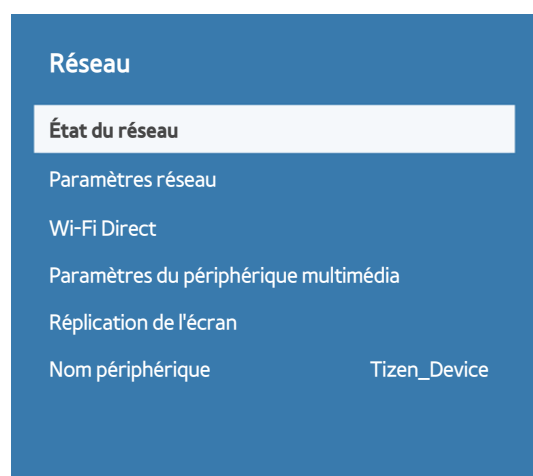 Réseau
État du réseau
Paramètres réseau
Wi-Fi Direct
Paramètres du périphérique multimédia
Réplication de l'écran
Nom périphérique Tizen_Device